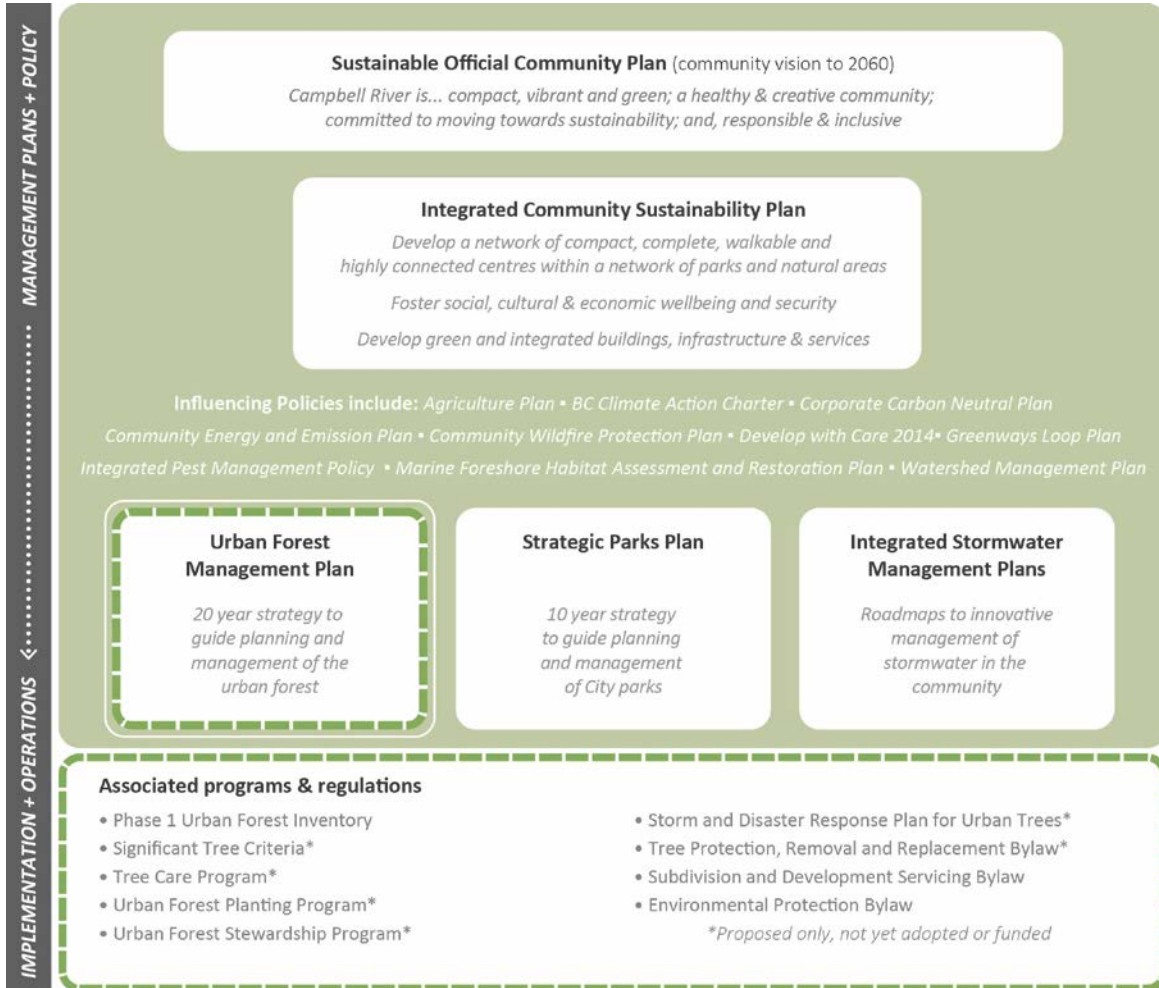 MANAGEMENT PLANS + POLICY
IMPLEMENTATION + OPERATIONS
Sustainable Official Community Plan (community vision to 2060)
Campbell River is... compact, vibrant and green; a healthy & creative community;
committed to moving towards sustainability; and, responsible & inclusive
Integrated Community Sustainability Plan
Develop a network of compact, complete, walkable and
highly connected centres within a network of parks and natural areas
Foster social, cultural & economic wellbeing and security
Develop green and integrated buildings, infrastructure & services
Influencing Policies include: Agriculture Plan ▪ BC Climate Action Charter ▪ Corporate Carbon Neutral Plan
Community Energy and Emission Plan ▪ Community Wildfire Protection Plan ▪ Develop with Care 2014▪ Greenways Loop Plan
Integrated Pest Management Policy ▪ Marine Foreshore Habitat Assessment and Restoration Plan ▪ Watershed Management Plan
Urban Forest
Management Plan
20 year strategy to
guide planning and
management of the
urban forest
Strategic Parks Plan
10 year strategy
to guide planning
and management
of City parks
Integrated Stormwater
Management Plans
Roadmaps to innovative
management of
stormwater in the
community
Associated programs & regulations
• Phase 1 Urban Forest Inventory
• Significant Tree Criteria*
• Tree Care Program*
• Urban Forest Planting Program*
• Urban Forest Stewardship Program*
• Storm and Disaster Response Plan for Urban Trees*
• Tree Protection, Removal and Replacement Bylaw*
• Subdivision and Development Servicing Bylaw
• Environmental Protection Bylaw
*Proposed only, not yet adopted or funded